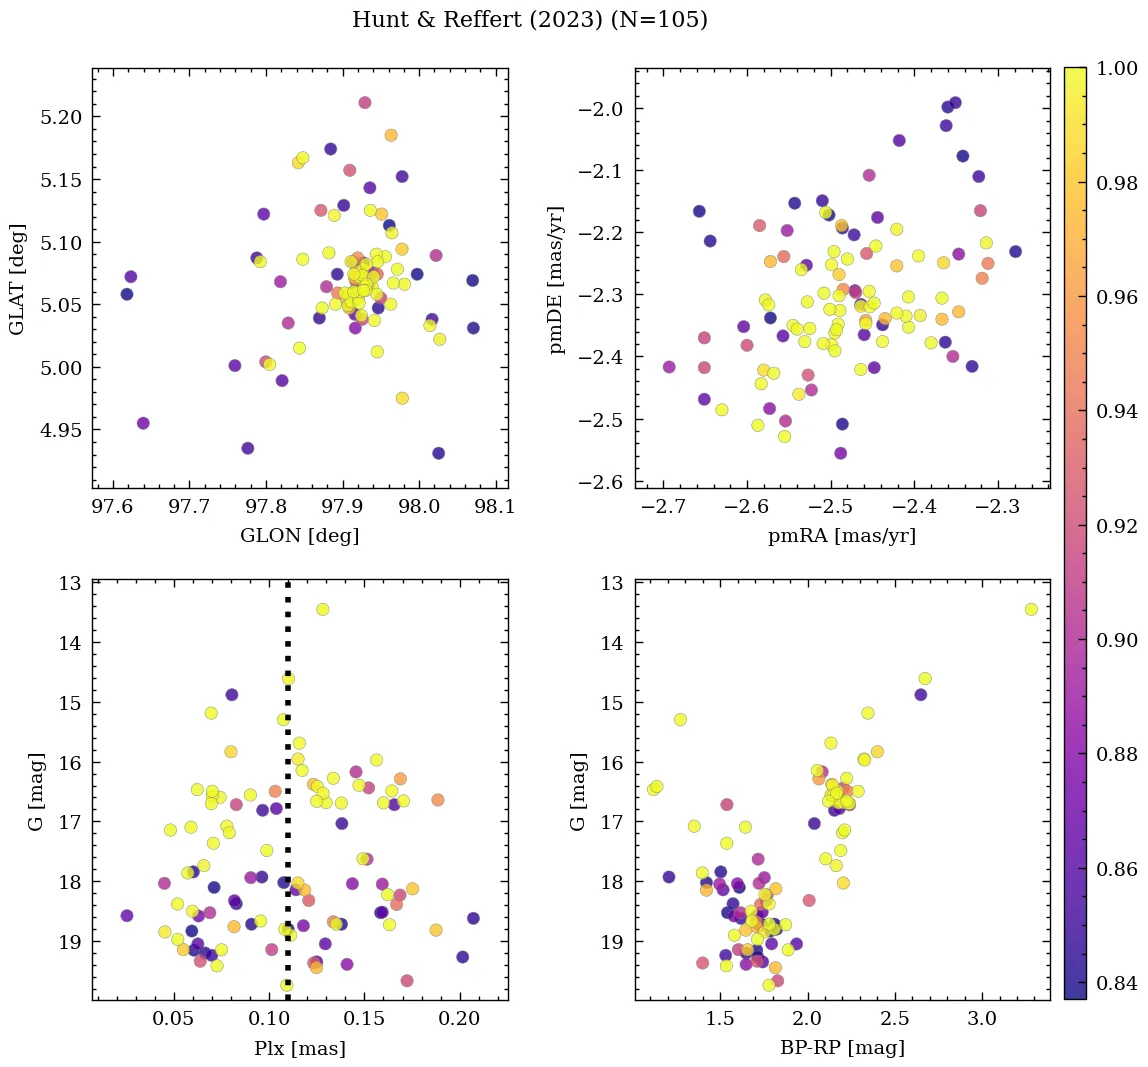 Hunt & Reffert (2023) (N=105)
5.20
5.15
5.10
5.05
5.00
4.95
GLAT [deg]
97.6 97.7 97.8 97.9 98.0 98.1
GLON [deg]
−2.0
−2.1
−2.2
−2.3
−2.4
−2.5
−2.6
pmDE [mas/yr]
−2.7 −2.6 −2.5 −2.4 −2.3
pmRA [mas/yr]
1.00
0.98
0.96
0.94
0.92
0.90
0.88
0.86
0.84
13
14
15
16
17
18
19
G [mag]
0.05 0.10 0.15 0.20
Plx [mas]
13
14
15
16
17
18
19
G [mag]
1.5 2.0 2.5 3.0
BP-RP [mag]